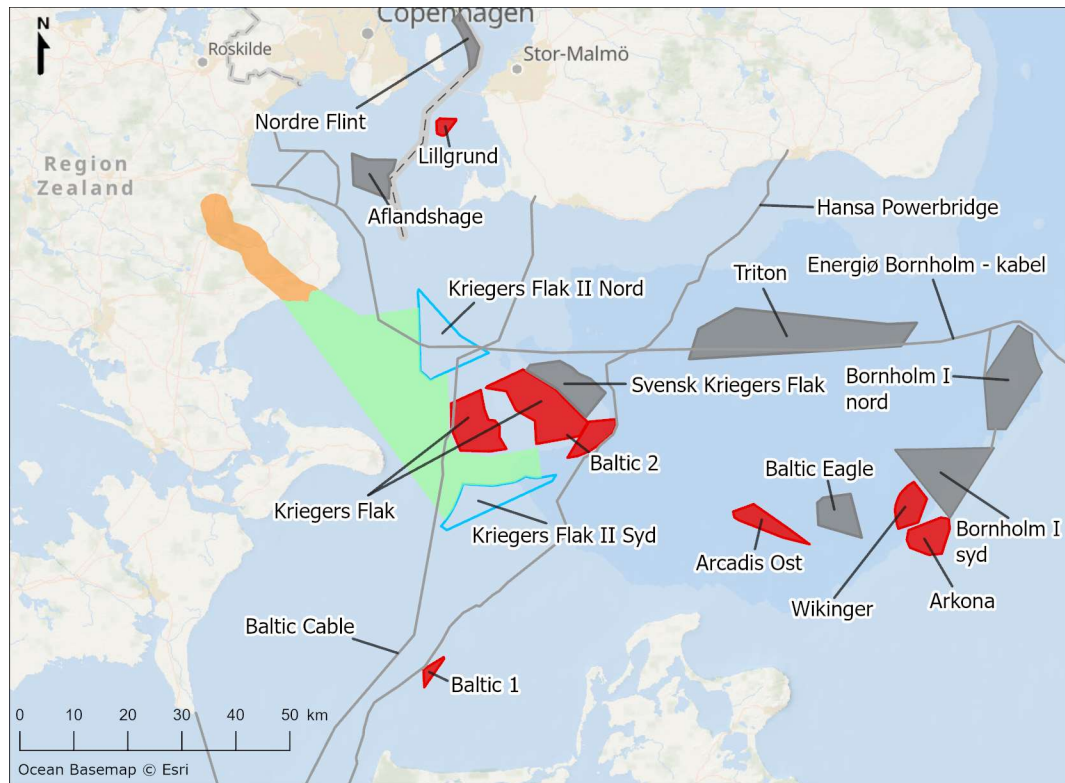 N
Copenhagen
Roskilde
Stor-Malmö
Nordre Flint
Lillgrund
Region
Zealand
Aflandshage
Hansa Powerbridge
Energiø Bornholm - kabel
Triton
Kriegers Flak II Nord
Svensk Kriegers Flak
Bornholm I
nord
Baltic 2
Baltic Eagle
Kriegers Flak
Kriegers Flak II Syd
Arcadis Ost
Bornholm I
syd
Wikinger
Arkona
Baltic Cable
Baltic 1
0 10 20 30 40 50 km
Ocean Basemap © Esri